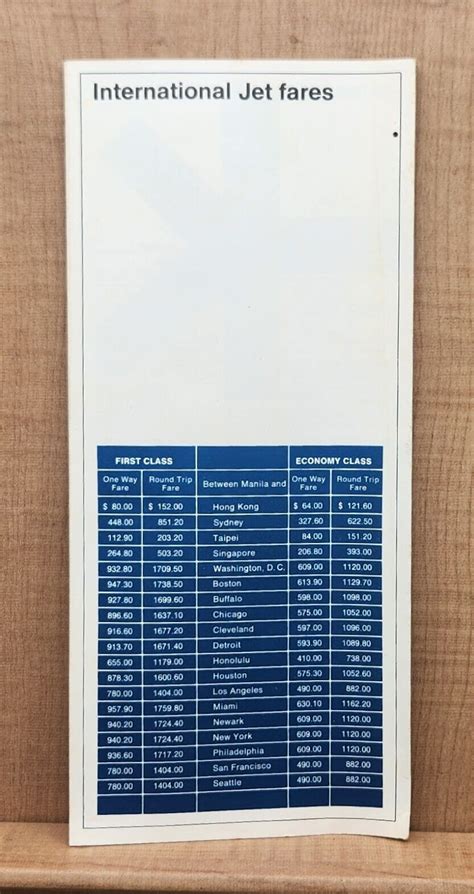 International Jet fares
FIRST CLASS ECONOMY CLASS
One Way Fare Round Trip Fare Between Manila and One Way Fare Round Trip Fare
$ 80.00 $ 152.00 Hong Kong $ 64.00 $ 121.60
448.00 851.20 Sydney 327.60 622.50
112.90 203.20 Taipei 84.00 151.20
264.80 503.20 Singapore 206.80 393.00
932.80 1709.50 Washington, D.C. 609.00 1120.00
947.30 1738.50 Boston 613.90 1129.70
927.80 1699.60 Buffalo 598.00 1098.00
896.60 1637.10 Chicago 575.00 1052.00
916.60 1677.20 Cleveland 597.00 1096.00
913.70 1671.40 Detroit 593.90 1089.80
655.00 1179.00 Honolulu 410.00 738.00
878.30 1600.60 Houston 575.30 1052.60
780.00 1404.00 Los Angeles 490.00 882.00
957.90 1759.80 Miami 630.10 1162.20
940.20 1724.40 Newark 609.00 1120.00
940.20 1724.40 New York 609.00 1120.00
936.60 1717.20 Philadelphia 609.00 1120.00
780.00 1404.00 San Francisco 490.00 882.00
780.00 1404.00 Seattle 490.00 882.00